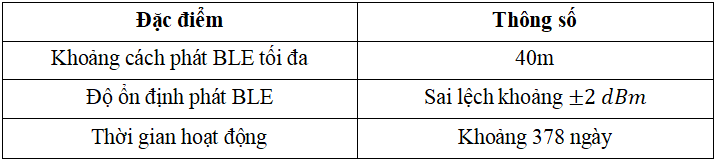 Đặc điểm Thông số
Khoảng cách phát BLE tối đa 40m
Độ ổn định phát BLE Sai lệch khoảng ±2 dBm
Thời gian hoạt động Khoảng 378 ngày